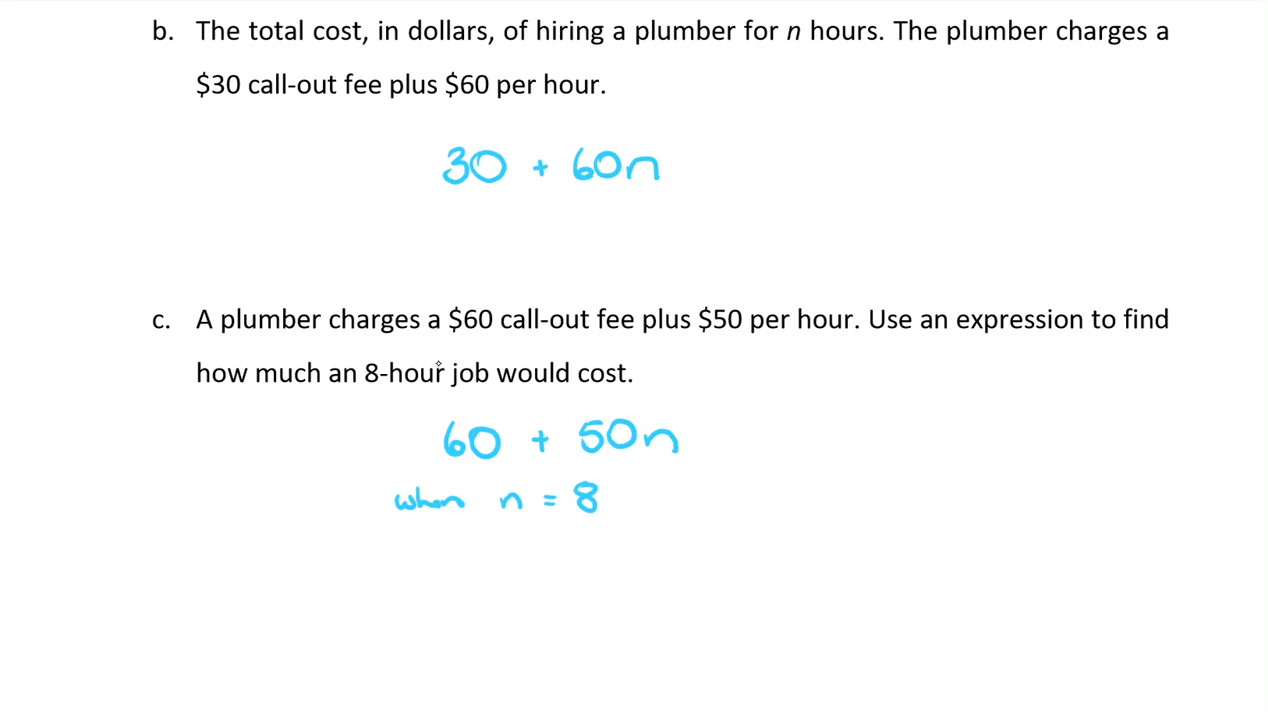 b. The total cost, in dollars, of hiring a plumber for n hours. The plumber charges a
$30 call-out fee plus $60 per hour.
30 + 60n
c. A plumber charges a $60 call-out fee plus $50 per hour. Use an expression to find
how much an 8-hour job would cost.
60 + 50n
when n = 8